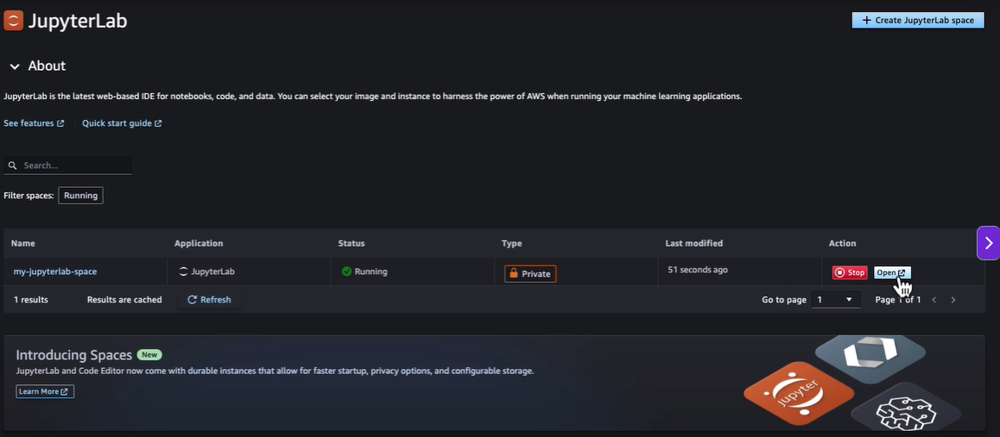 JupyterLab
+ Create JupyterLab space
About
JupyterLab is the latest web-based IDE for notebooks, code, and data. You can select your image and instance to harness the power of AWS when running your machine learning applications.
See features Quick start guide
Search...
Filter spaces: Running
Name Application Status Type Last modified Action
my-jupyterlab-space JupyterLab Running Private 51 seconds ago Stop Open
1 results Results are cached Refresh Go to page 1 Page 1 of 1
Introducing Spaces New
JupyterLab and Code Editor now come with durable instances that allow for faster startup, privacy options, and configurable storage.
Learn More
jupyter